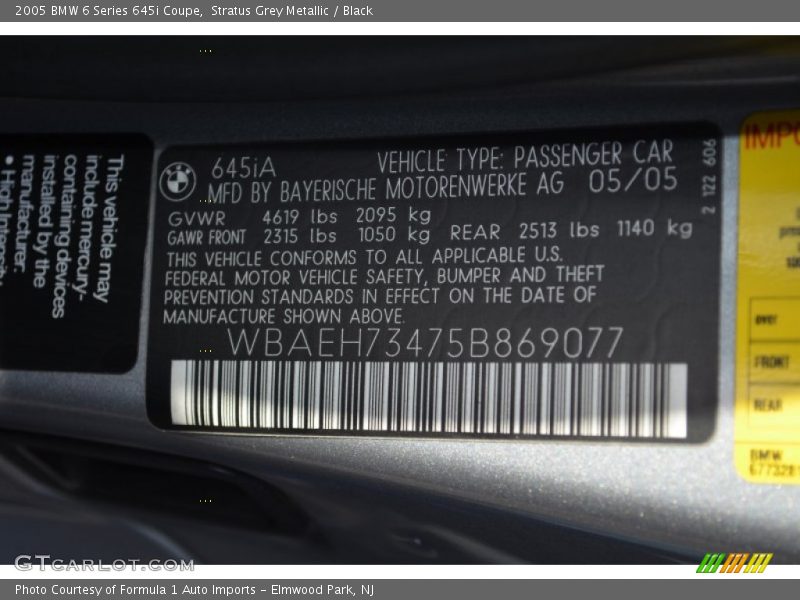 2005 BMW 6 Series 645i Coupe, Stratus Grey Metallic / Black
This vehicle may
include mercury-
containing devices
installed by the
manufacturer.
• High Intensity
645iA
VEHICLE TYPE: PASSENGER CAR
MFD BY BAYERISCHE MOTORENWERKE AG 05/05
GVWR 4619 lbs 2095 kg
GAWR FRONT 2315 lbs 1050 kg REAR 2513 lbs 1140 kg
THIS VEHICLE CONFORMS TO ALL APPLICABLE U.S.
FEDERAL MOTOR VEHICLE SAFETY, BUMPER AND THEFT
PREVENTION STANDARDS IN EFFECT ON THE DATE OF
MANUFACTURE SHOWN ABOVE.
WBAEH73475B869077
2 122 606
IMPO
FRONT
REAR
BMW
677328
GTCARLOT.COM
Photo Courtesy of Formula 1 Auto Imports - Elmwood Park, NJ